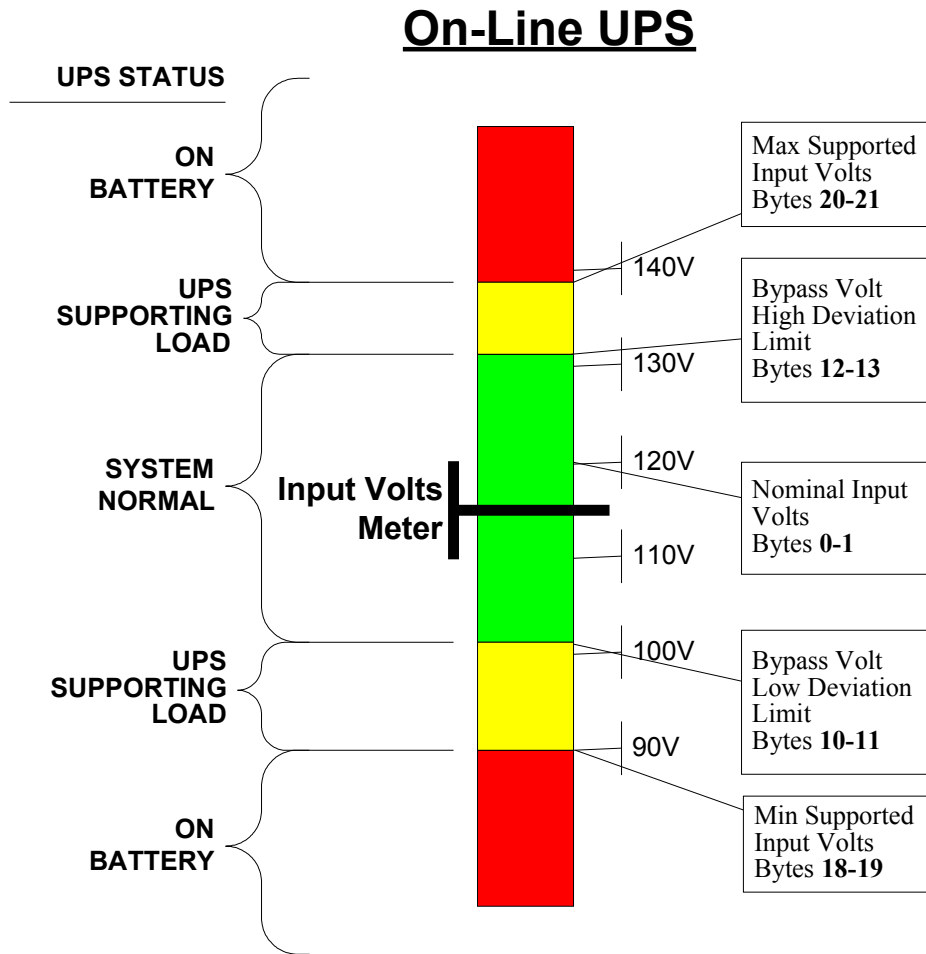 On-Line UPS
UPS STATUS
ON
BATTERY
UPS
SUPPORTING
LOAD
SYSTEM
NORMAL
UPS
SUPPORTING
LOAD
ON
BATTERY
Input Volts
Meter
140V
130V
120V
110V
100V
90V
Max Supported
Input Volts
Bytes 20-21
Bypass Volt
High Deviation
Limit
Bytes 12-13
Nominal Input
Volts
Bytes 0-1
Bypass Volt
Low Deviation
Limit
Bytes 10-11
Min Supported
Input Volts
Bytes 18-19